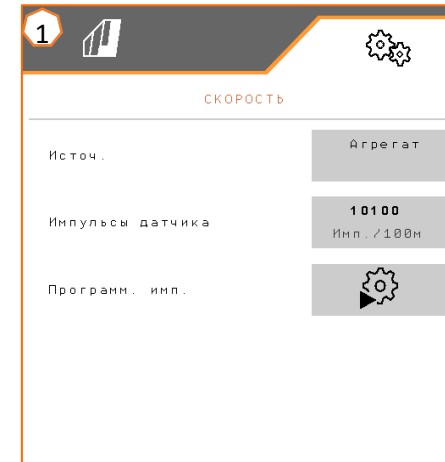 1
СКОРОСТЬ
Источ.
Агрегат
Импульсы датчика
10100
Имп./100м
Программ. имп.